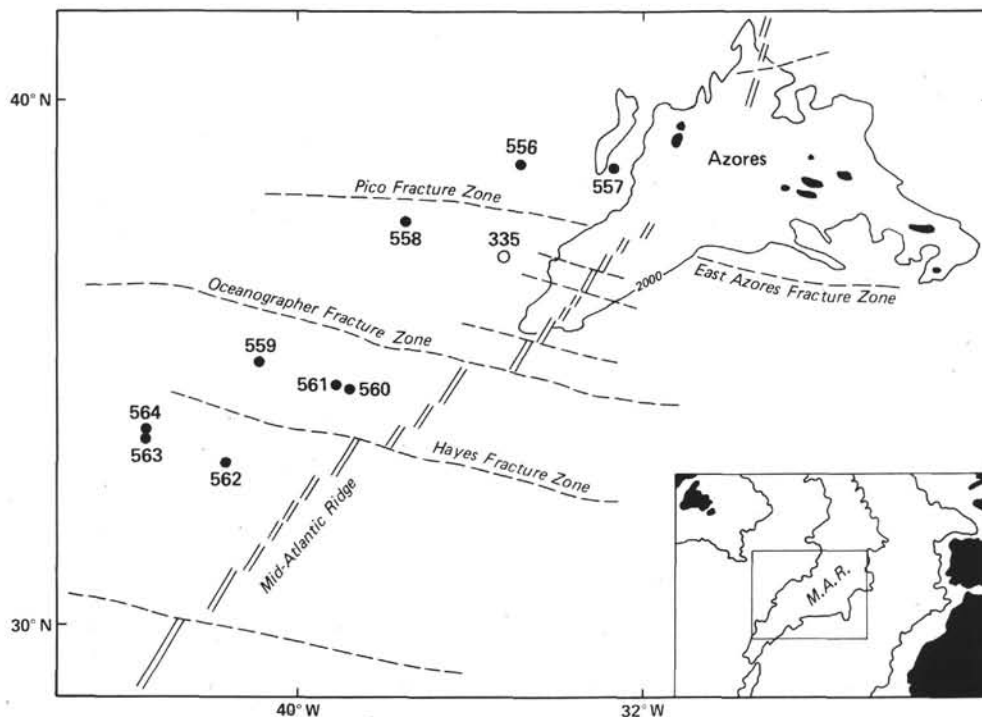 40° N
556
Azores
557
Pico Fracture Zone
558
335
2000
East Azores Fracture Zone
Oceanographer Fracture Zone
559
561
560
564
563
562
Hayes Fracture Zone
Mid-Atlantic Ridge
M.A.R.
30° N
40° W
32° W